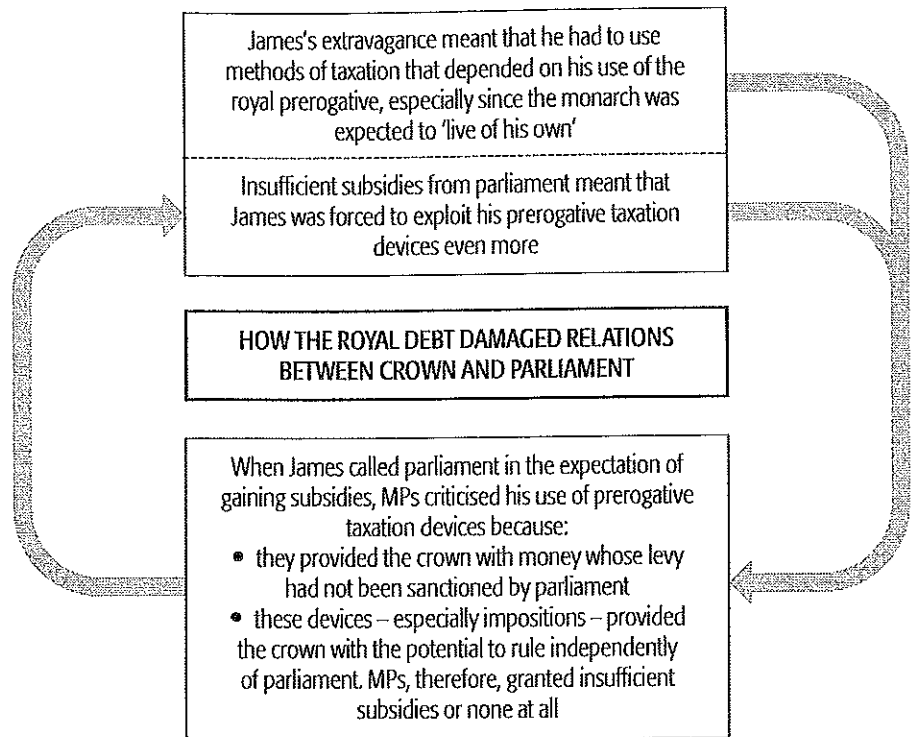 James's extravagance meant that he had to use
methods of taxation that depended on his use of the
royal prerogative, especially since the monarch was
expected to 'live of his own'
Insufficient subsidies from parliament meant that
James was forced to exploit his prerogative taxation
devices even more
HOW THE ROYAL DEBT DAMAGED RELATIONS
BETWEEN CROWN AND PARLIAMENT
When James called parliament in the expectation of
gaining subsidies, MPs criticised his use of prerogative
taxation devices because:
• they provided the crown with money whose levy
had not been sanctioned by parliament
• these devices – especially impositions – provided
the crown with the potential to rule independently
of parliament. MPs, therefore, granted insufficient
subsidies or none at all